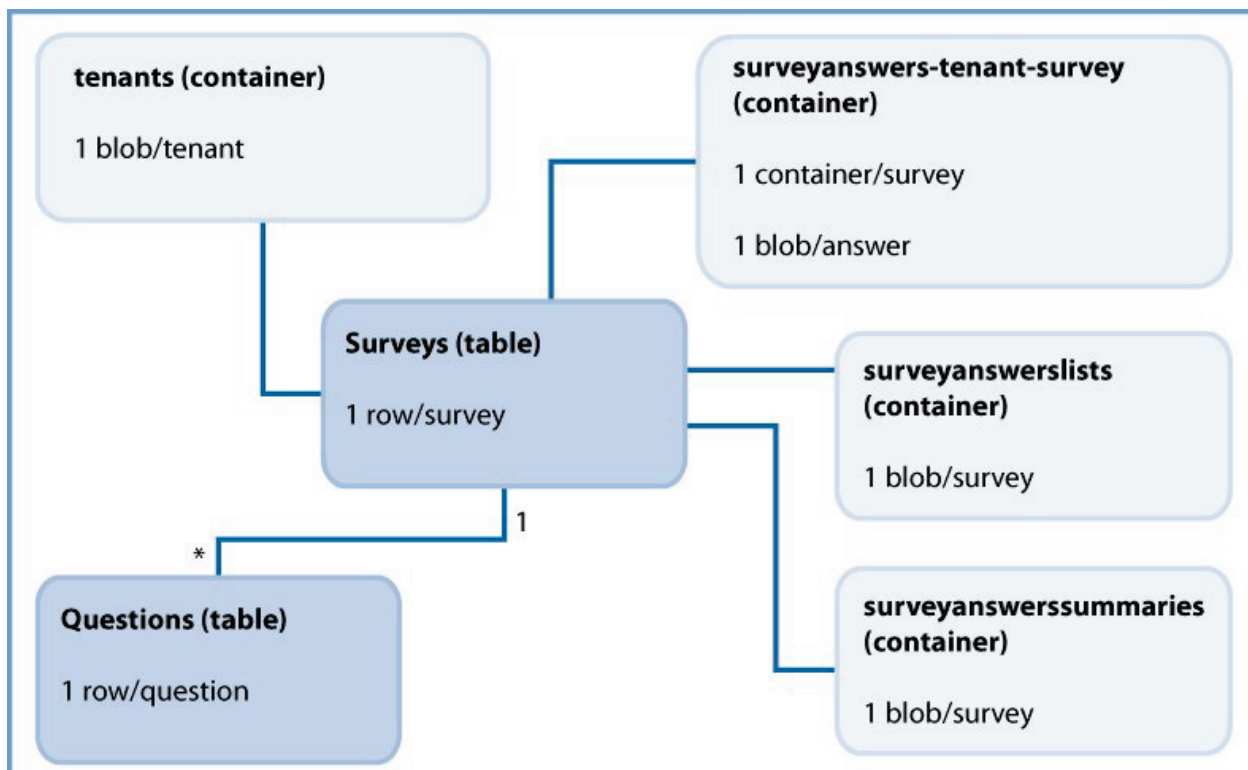 tenants (container)
1 blob/tenant
surveyanswers-tenant-survey
(container)
1 container/survey
1 blob/answer
Surveys (table)
1 row/survey
surveyanswerslists
(container)
1 blob/survey
1
*
Questions (table)
1 row/question
surveyanswerssummaries
(container)
1 blob/survey